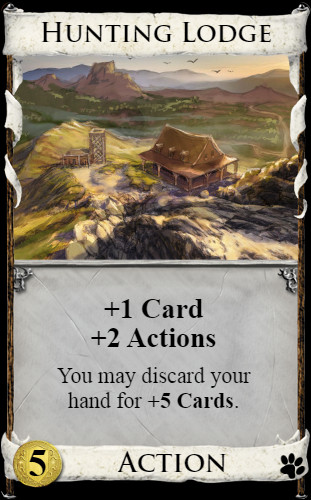 Hunting Lodge
+1 Card
+2 Actions
You may discard your
hand for +5 Cards.
5
Action